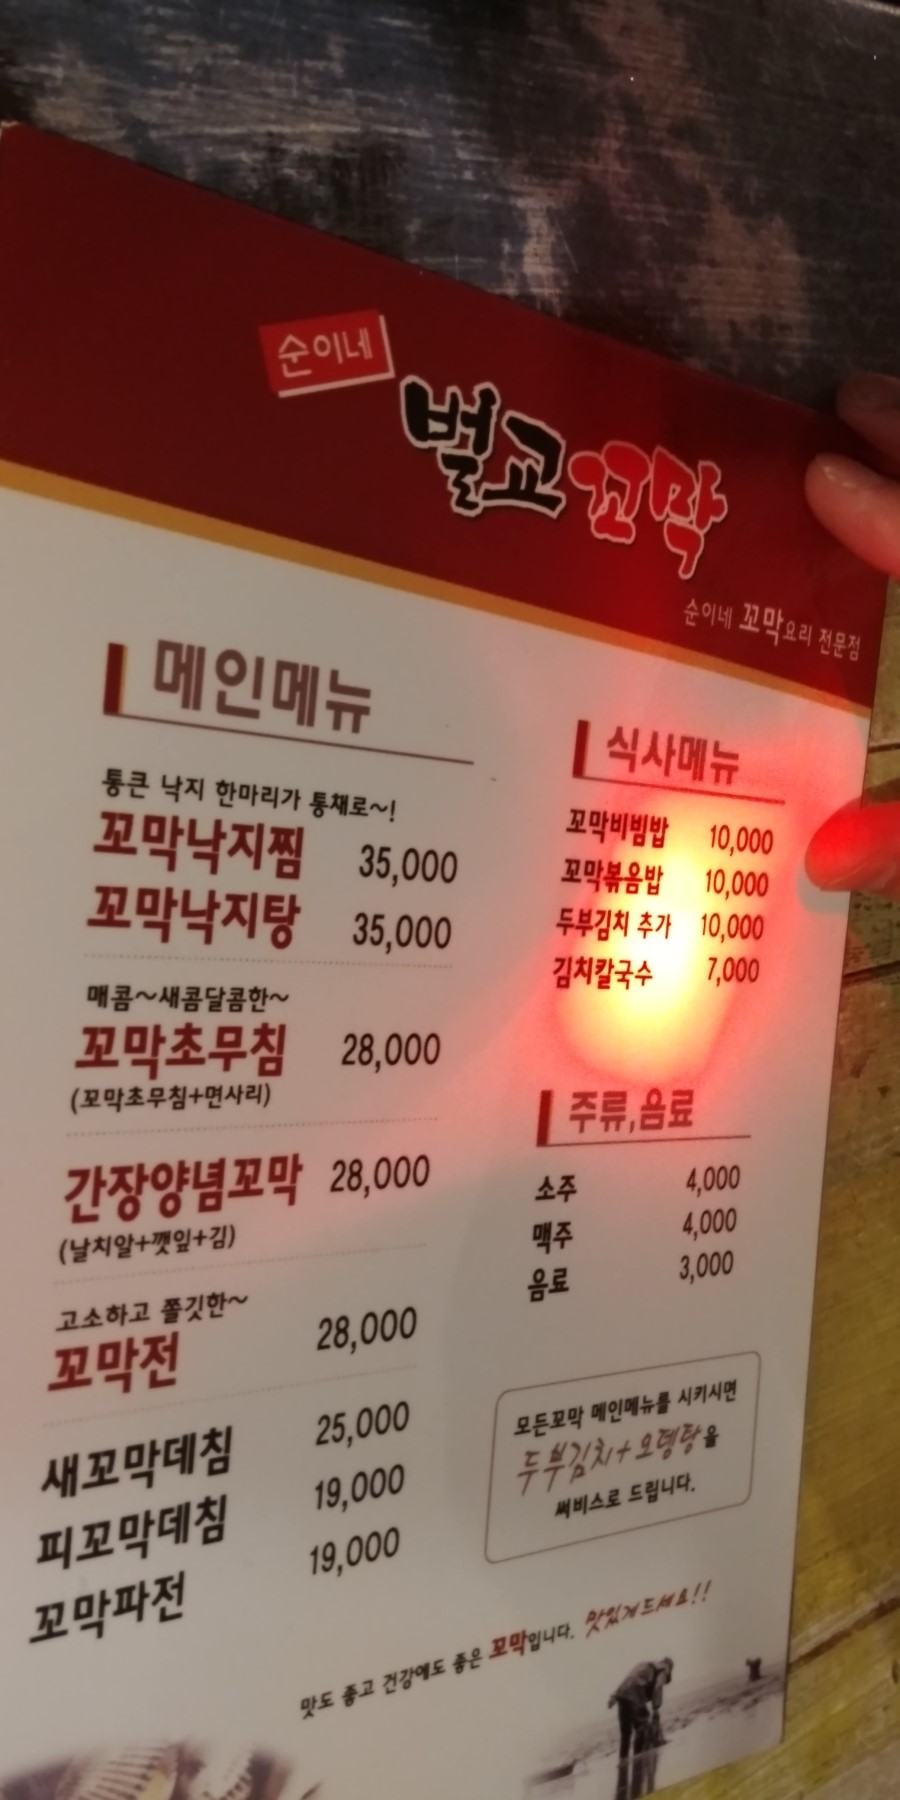 순이네
벌교꼬막
순이네 꼬막요리 전문점
메인메뉴
통큰 낙지 한마리가 통채로~!
꼬막낙지찜 35,000
꼬막낙지탕 35,000
매콤~새콤달콤한~
꼬막초무침 28,000
(꼬막초무침+면사리)
간장양념꼬막 28,000
(날치알+깻잎+김)
고소하고 쫄깃한~
꼬막전 28,000
새꼬막데침 25,000
피꼬막데침 19,000
꼬막파전 19,000
식사메뉴
꼬막비빔밥 10,000
꼬막볶음밥 10,000
두부김치 추가 10,000
김치칼국수 7,000
주류,음료
소주 4,000
맥주 4,000
음료 3,000
모든꼬막 메인메뉴를 시키시면
두부김치+오뎅탕을
써비스로 드립니다.
맛도 좋고 건강에도 좋은 꼬막입니다. 맛있게드세요!!